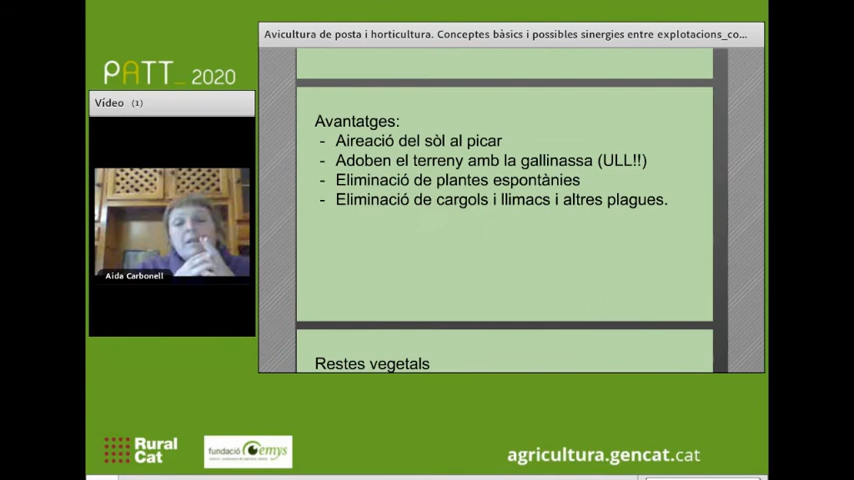 Avicultura de posta i horticultura. Conceptes bàsics i possibles sinergies entre explotacions_co...
PATT_ 2020
Vídeo (1)
Avantatges:
- Aireació del sòl al picar
- Adoben el terreny amb la gallinassa (ULL!!)
- Eliminació de plantes espontànies
- Eliminació de cargols i llimacs i altres plagues.
Aida Carbonell
Restes vegetals
Rural
Cat
fundació emys
agricultura.gencat.cat